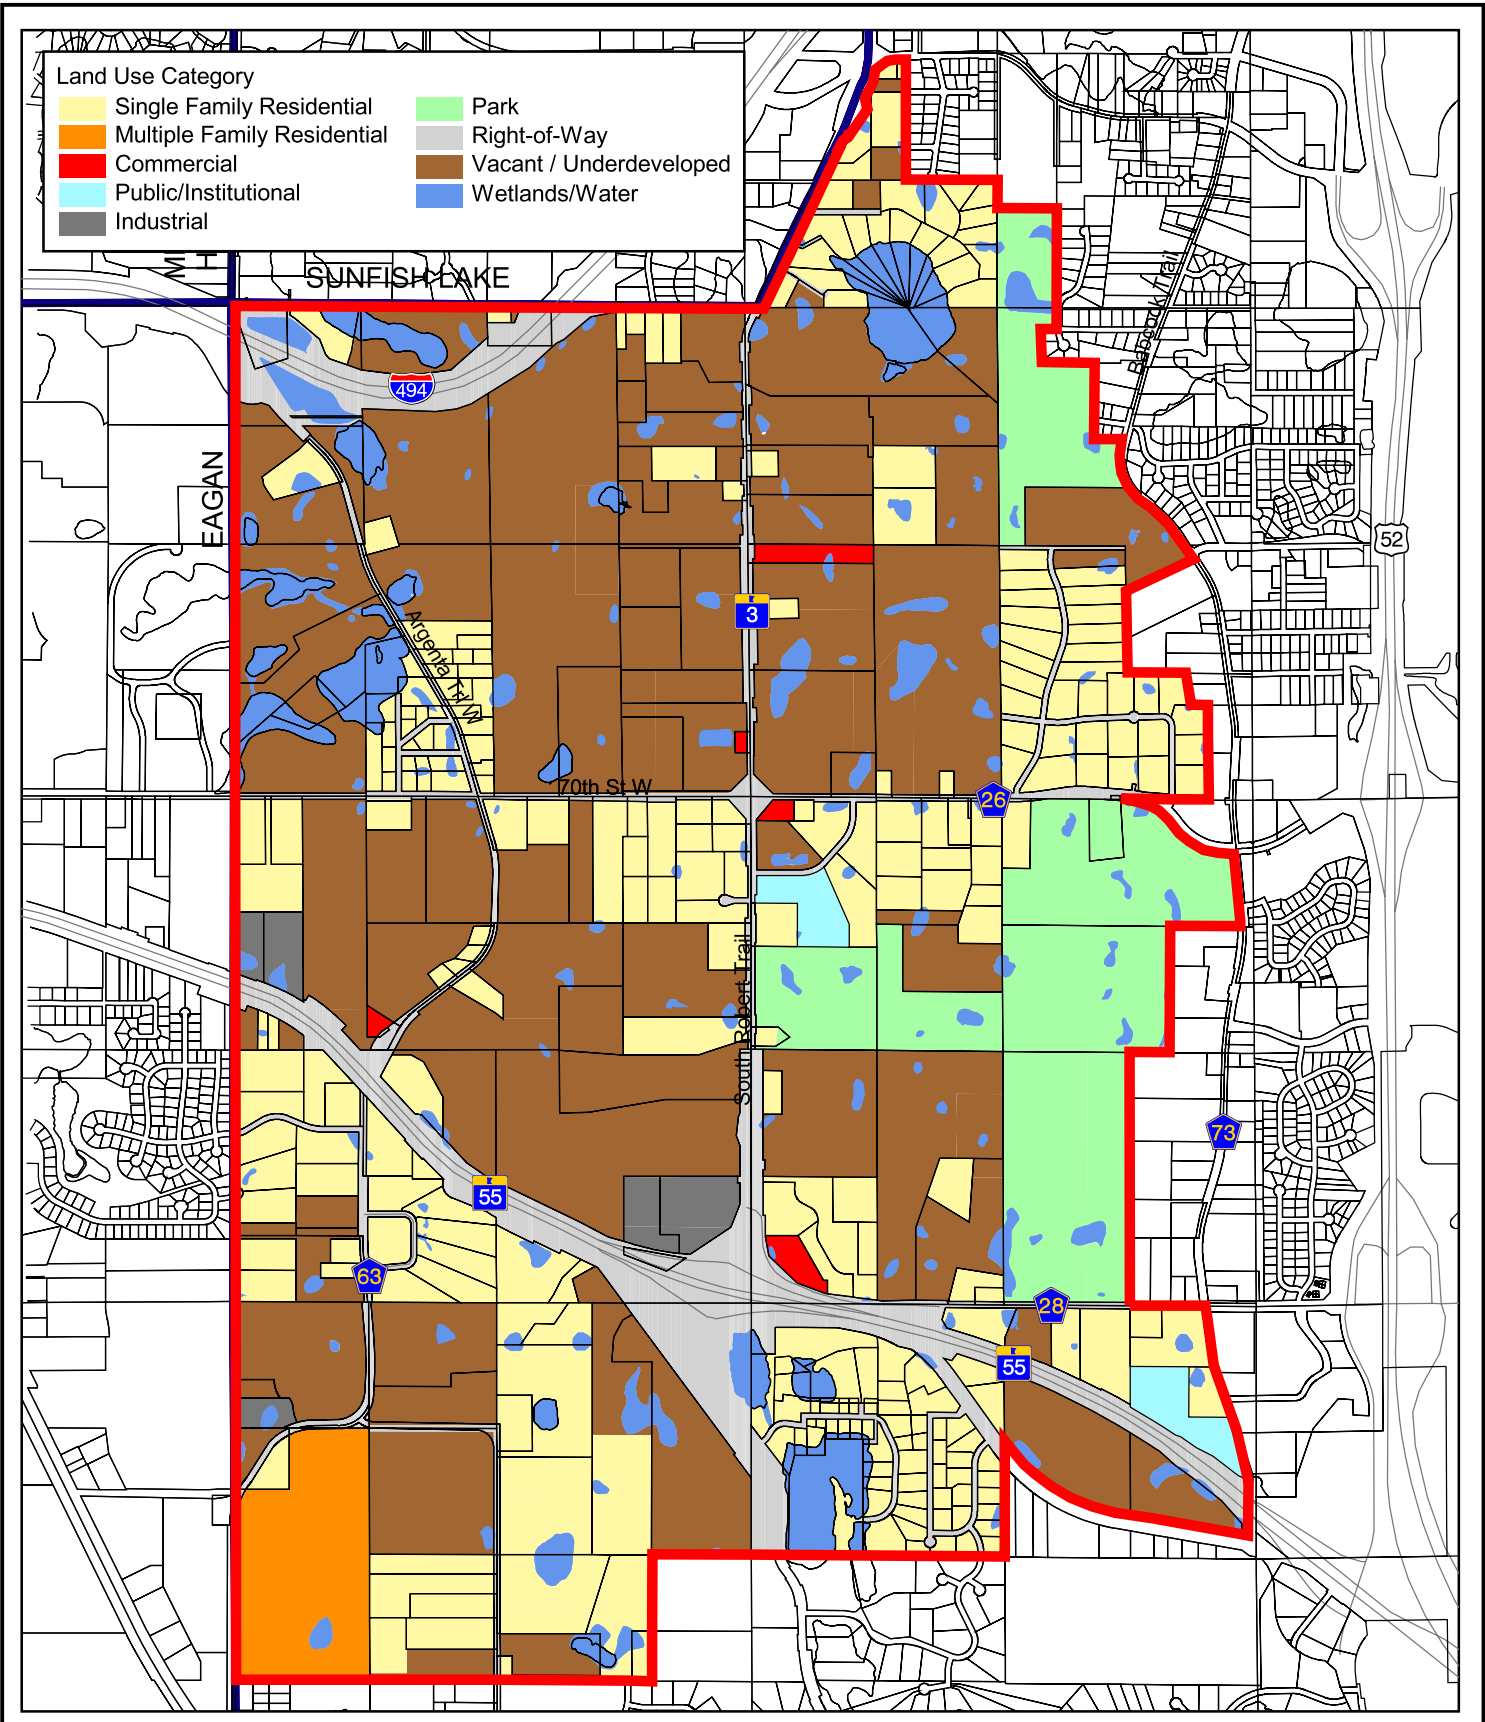 Land Use Category
Single Family Residential
Multiple Family Residential
Commercial
Public/Institutional
Industrial
Park
Right-of-Way
Vacant / Underdeveloped
Wetlands/Water
SUNFISH LAKE
EAGAN
494
Babcock Trail
52
3
Argenta Trl W
70th St W
26
South Robert Trail
73
55
63
28
55